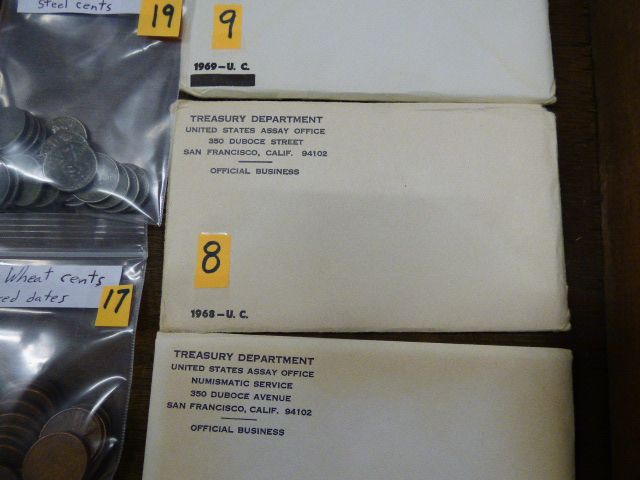 Steel cents
19
9
1969-U. C.
TREASURY DEPARTMENT
UNITED STATES ASSAY OFFICE
350 DUBOCE STREET
SAN FRANCISCO, CALIF. 94102
OFFICIAL BUSINESS
8
1968-U. C.
Wheat cents
dates
17
TREASURY DEPARTMENT
UNITED STATES ASSAY OFFICE
NUMISMATIC SERVICE
350 DUBOCE AVENUE
SAN FRANCISCO, CALIF. 94102
OFFICIAL BUSINESS